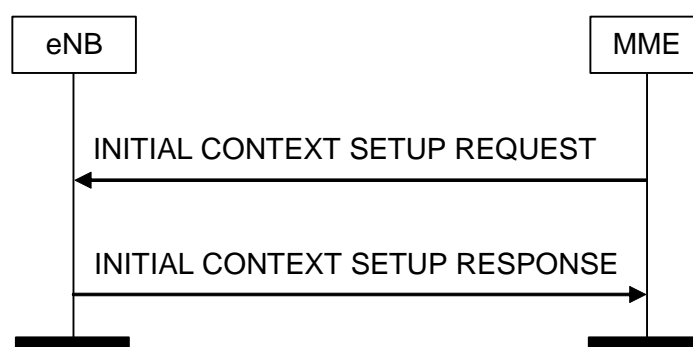 eNB
MME
INITIAL CONTEXT SETUP REQUEST
INITIAL CONTEXT SETUP RESPONSE